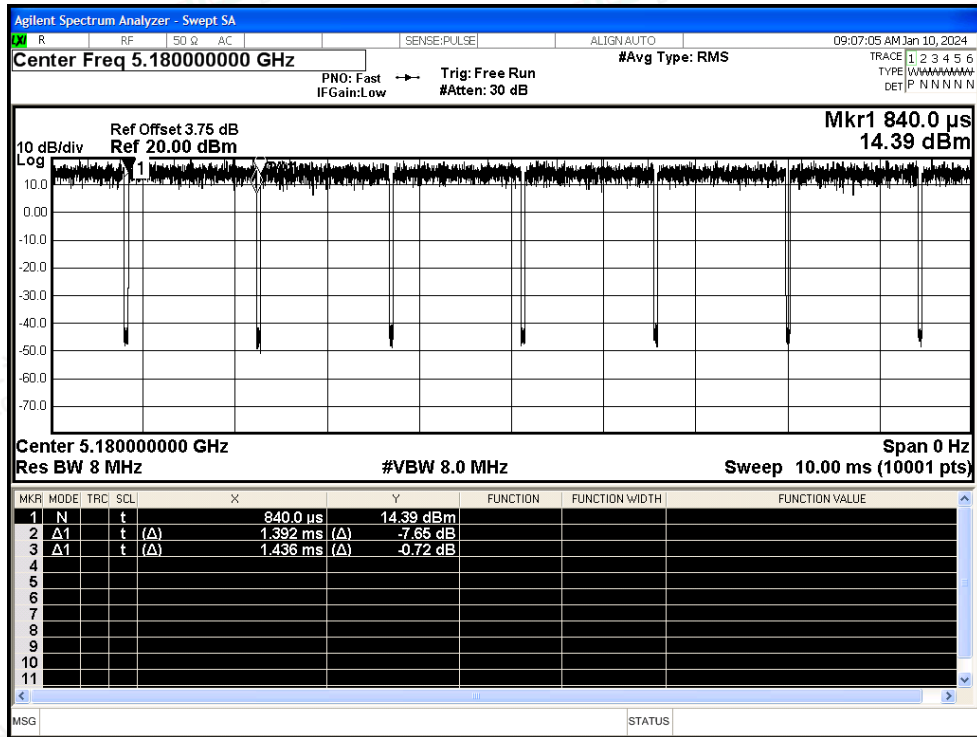 Agilent Spectrum Analyzer - Swept SA
LXI R RF 50 Ω AC SENSE:PULSE ALIGN AUTO 09:07:05 AM Jan 10, 2024
Center Freq 5.180000000 GHz #Avg Type: RMS TRACE 1 2 3 4 5 6
PNO: Fast Trig: Free Run TYPE WWWWWW
IFGain:Low #Atten: 30 dB DET P N N N N N
Mkr1 840.0 µs
Ref Offset 3.75 dB
10 dB/div Ref 20.00 dBm 14.39 dBm
Log
1
10.0
0.00
-10.0
-20.0
-30.0
-40.0
-50.0
-60.0
-70.0
Center 5.180000000 GHz Span 0 Hz
Res BW 8 MHz #VBW 8.0 MHz Sweep 10.00 ms (10001 pts)
MKR MODE TRC SCL X Y FUNCTION FUNCTION WIDTH FUNCTION VALUE
1 N t 840.0 µs 14.39 dBm
2 Δ1 t (Δ) 1.392 ms (Δ) -7.65 dB
3 Δ1 t (Δ) 1.436 ms (Δ) -0.72 dB
4
5
6
7
8
9
10
11
MSG STATUS